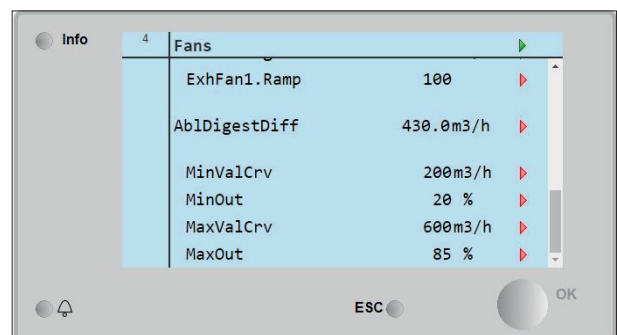 Info
4 Fans
ExhFan1.Ramp 100
AblDigestDiff 430.0m3/h
MinValCrv 200m3/h
MinOut 20 %
MaxValCrv 600m3/h
MaxOut 85 %
ESC
OK